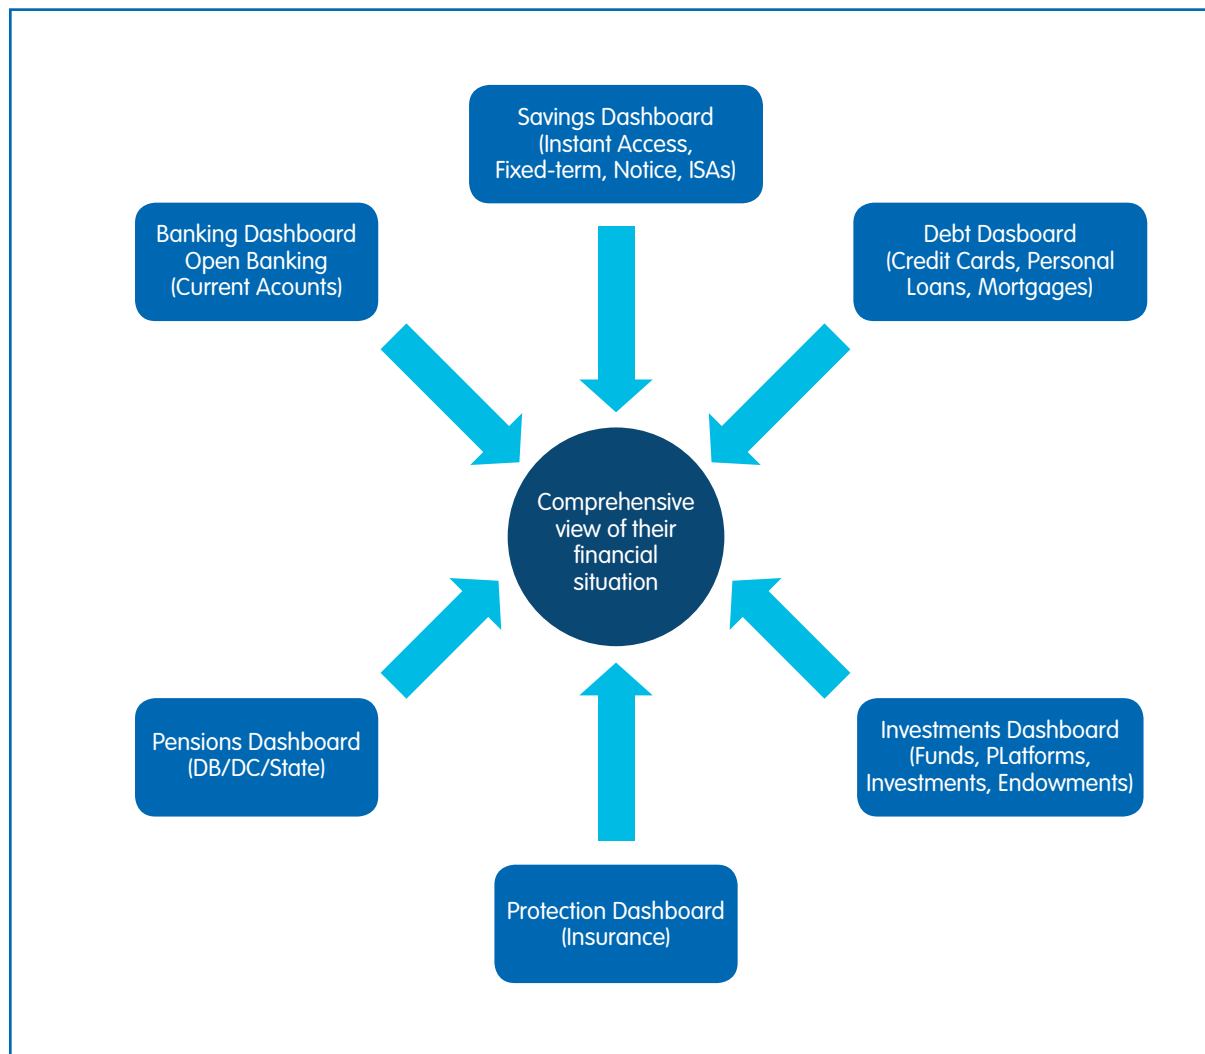 Savings Dashboard
(Instant Access,
Fixed-term, Notice, ISAs)
Banking Dashboard
Open Banking
(Current Acounts)
Debt Dasboard
(Credit Cards, Personal
Loans, Mortgages)
Comprehensive
view of their
financial
situation
Pensions Dashboard
(DB/DC/State)
Investments Dashboard
(Funds, PLatforms,
Investments, Endowments)
Protection Dashboard
(Insurance)